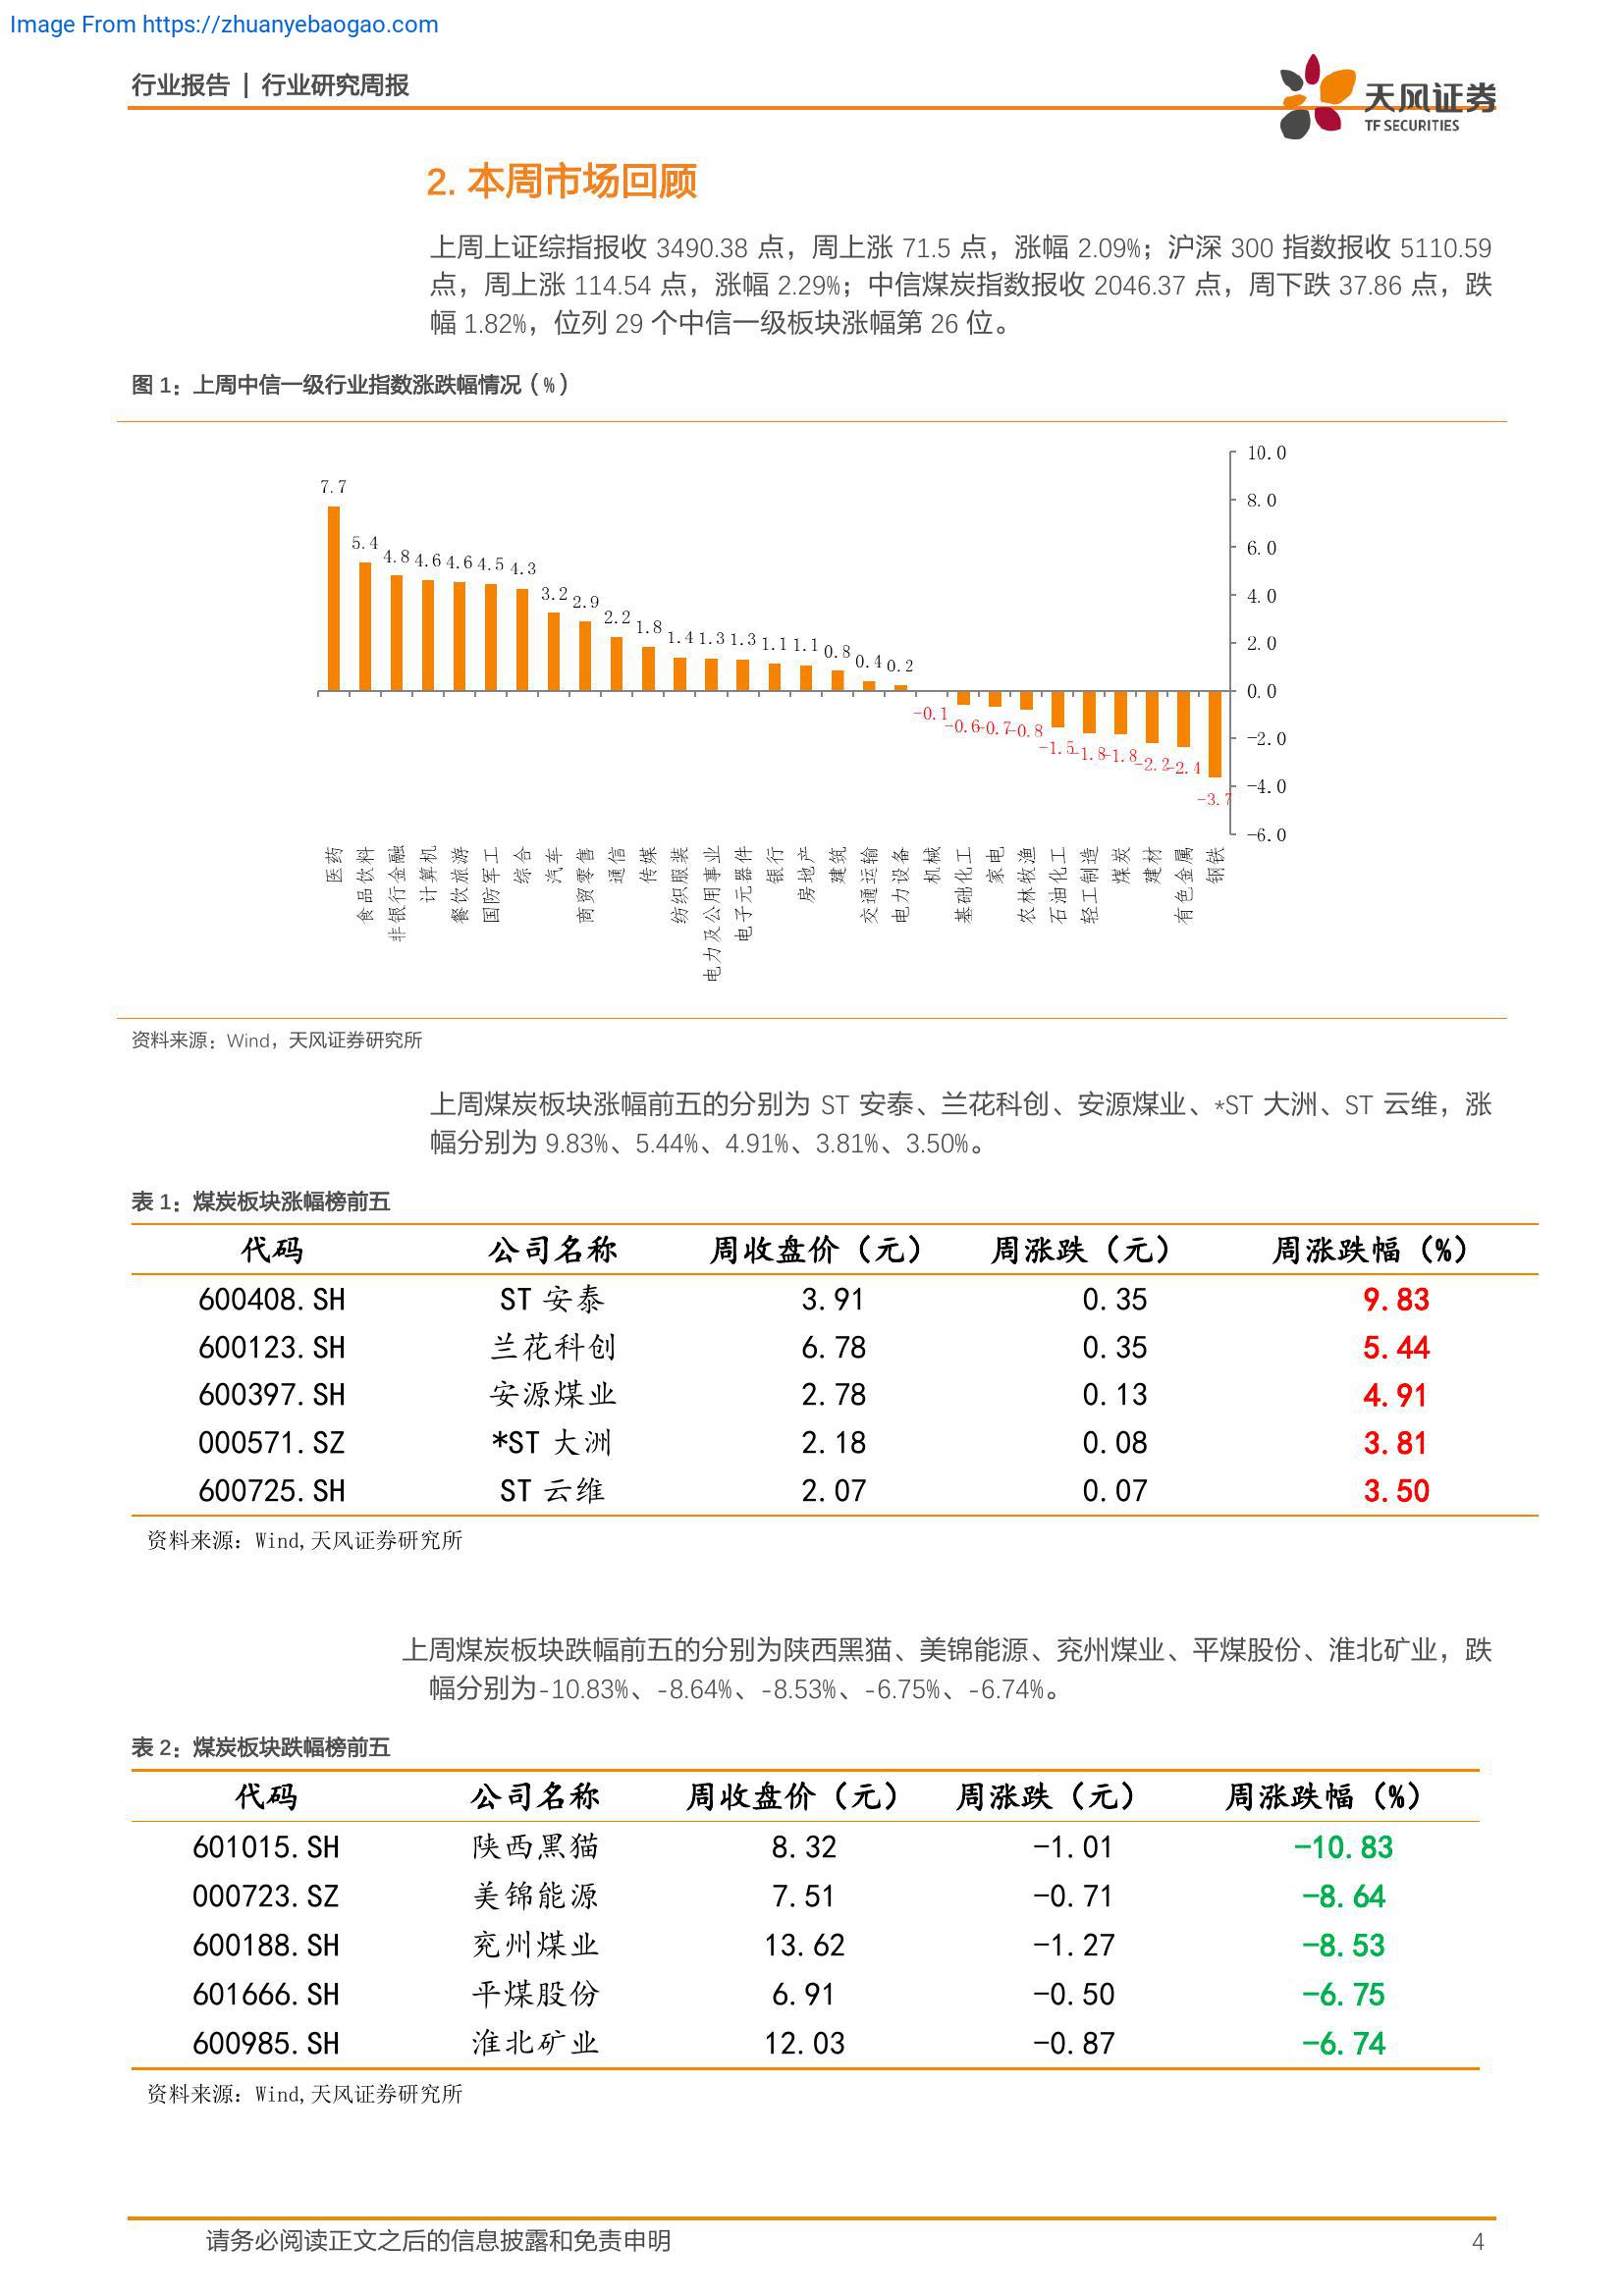 Image From https://zhuanyebaogao.com
行业报告 | 行业研究周报
天风证券
TF SECURITIES
2. 本周市场回顾
上周上证综指报收 3490.38 点，周上涨 71.5 点，涨幅 2.09%；沪深 300 指数报收 5110.59
点，周上涨 114.54 点，涨幅 2.29%；中信煤炭指数报收 2046.37 点，周下跌 37.86 点，跌
幅 1.82%，位列 29 个中信一级板块涨幅第 26 位。
图 1：上周中信一级行业指数涨跌幅情况（%）
10.0
8.0
6.0
4.0
2.0
0.0
-2.0
-4.0
-6.0
7.7 5.4 4.8 4.6 4.6 4.5 4.3 3.2 2.9 2.2 1.8 1.4 1.3 1.3 1.1 1.1 0.8 0.4 0.2 -0.1 -0.6 -0.7 -0.8 -1.5 -1.8 -1.8 -2.2 -2.4 -3.7
医药 食品饮料 非银行金融 计算机 餐饮旅游 国防军工 综合 汽车 商贸零售 通信 传媒 纺织服装 电力及公用事业 电子元器件 银行 房地产 建筑 交通运输 电力设备 机械 基础化工 家电 农林牧渔 石油化工 轻工制造 煤炭 建材 有色金属 钢铁
资料来源：Wind，天风证券研究所
上周煤炭板块涨幅前五的分别为 ST 安泰、兰花科创、安源煤业、*ST 大洲、ST 云维，涨
幅分别为 9.83%、5.44%、4.91%、3.81%、3.50%。
表 1：煤炭板块涨幅榜前五
代码 公司名称 周收盘价（元） 周涨跌（元） 周涨跌幅（%）
600408.SH ST 安泰 3.91 0.35 9.83
600123.SH 兰花科创 6.78 0.35 5.44
600397.SH 安源煤业 2.78 0.13 4.91
000571.SZ *ST 大洲 2.18 0.08 3.81
600725.SH ST 云维 2.07 0.07 3.50
资料来源：Wind,天风证券研究所
上周煤炭板块跌幅前五的分别为陕西黑猫、美锦能源、兖州煤业、平煤股份、淮北矿业，跌
幅分别为-10.83%、-8.64%、-8.53%、-6.75%、-6.74%。
表 2：煤炭板块跌幅榜前五
代码 公司名称 周收盘价（元） 周涨跌（元） 周涨跌幅（%）
601015.SH 陕西黑猫 8.32 -1.01 -10.83
000723.SZ 美锦能源 7.51 -0.71 -8.64
600188.SH 兖州煤业 13.62 -1.27 -8.53
601666.SH 平煤股份 6.91 -0.50 -6.75
600985.SH 淮北矿业 12.03 -0.87 -6.74
资料来源：Wind,天风证券研究所
请务必阅读正文之后的信息披露和免责申明 4